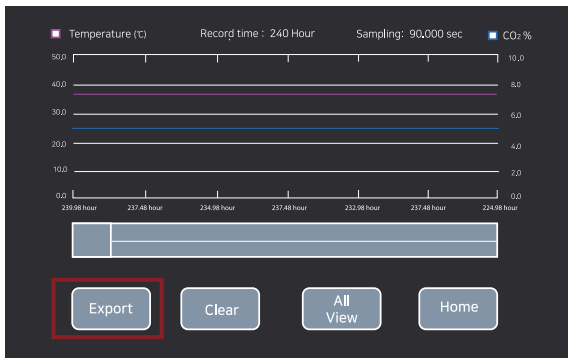 Temperature (℃) Record time : 240 Hour Sampling: 90.000 sec CO₂ %
50.0 10.0
40.0 8.0
30.0 6.0
20.0 4.0
10.0 2.0
0.0 0.0
239.98 hour 237.48 hour 234.98 hour 237.48 hour 232.98 hour 237.48 hour 224.98 hour
Export Clear All View Home